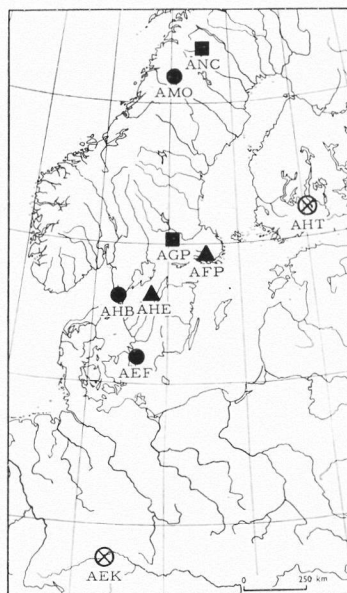 ANC
AMO
AHT
AGP
AFP
AHB AHE
AEF
AEK
0 250 km